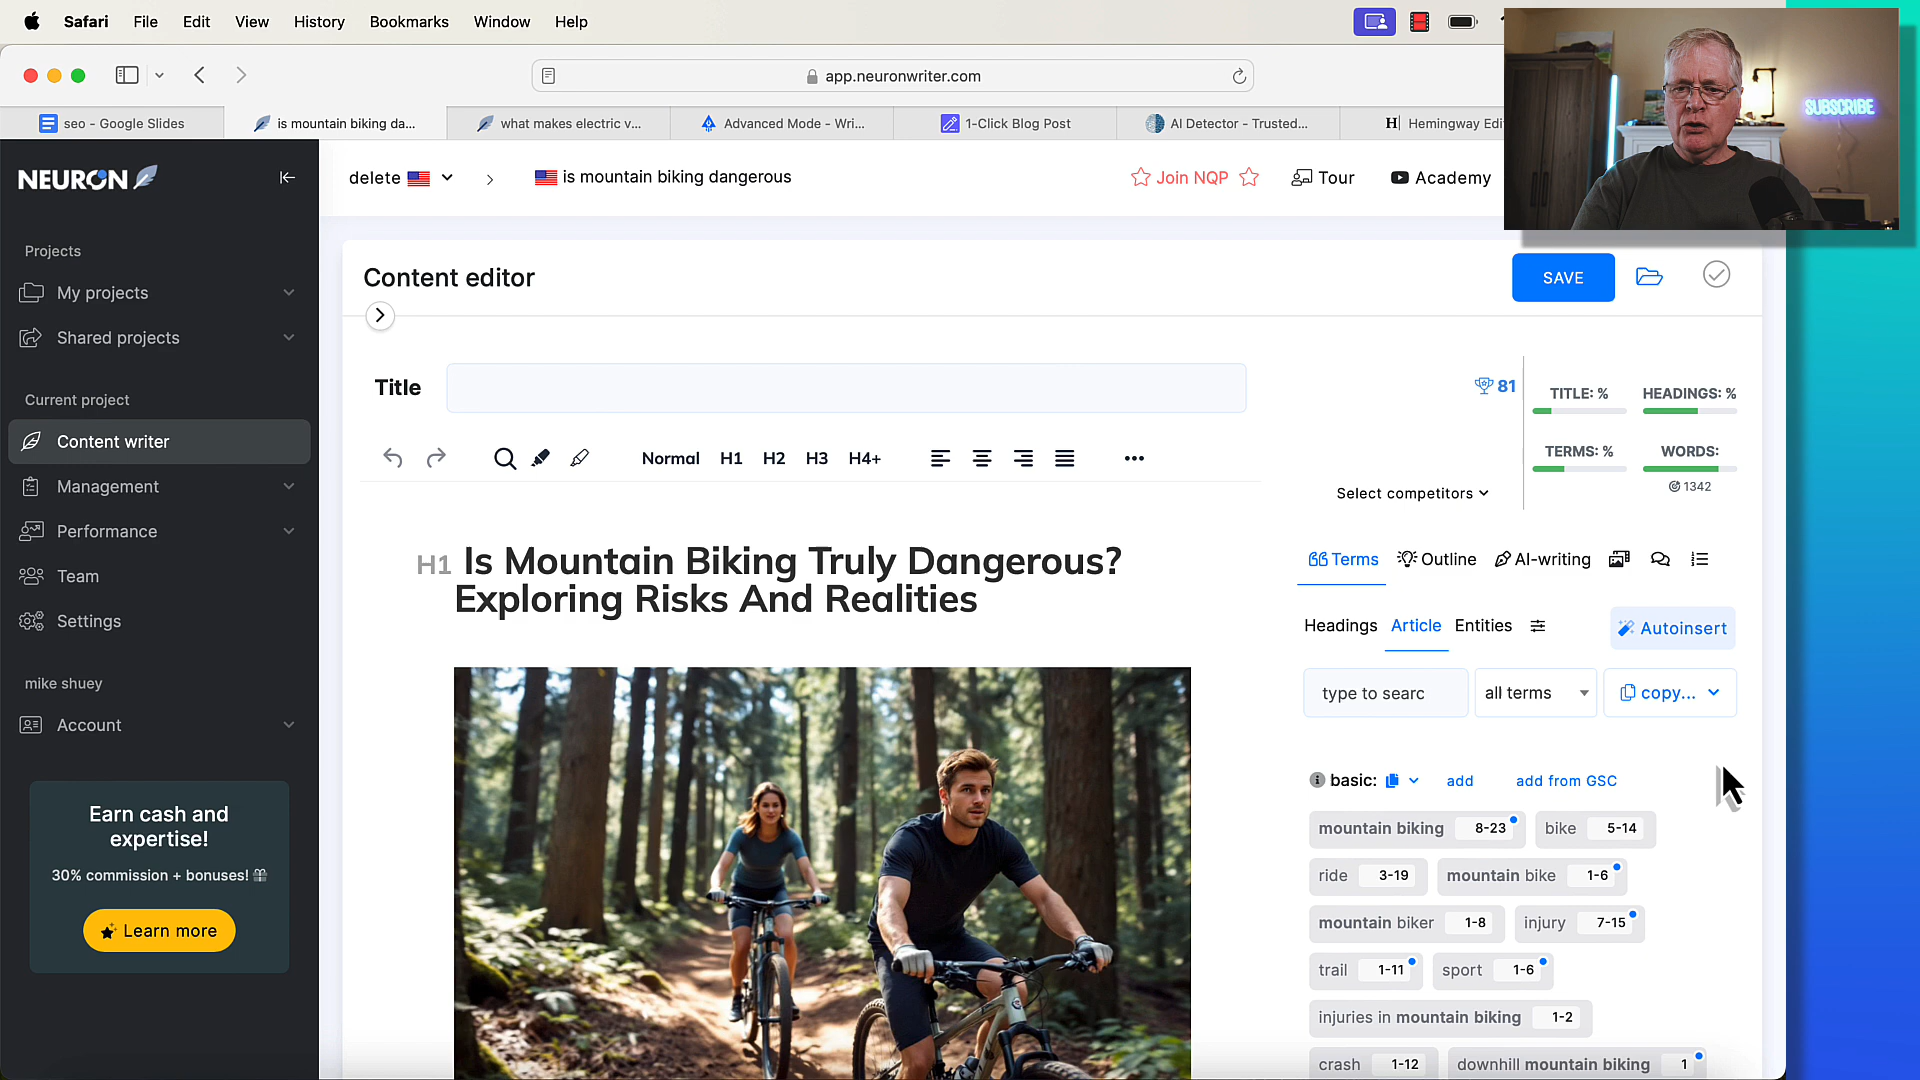 Safari File Edit View History Bookmarks Window Help
SUBSCRIBE
app.neuronwriter.com
seo - Google Slides
is mountain biking da...
what makes electric v...
Advanced Mode - Wri...
1-Click Blog Post
AI Detector - Trusted...
H Hemingway Edi
NEURON
delete
is mountain biking dangerous
Join NQP
Tour
Academy
Projects
My projects
Shared projects
Current project
Content writer
Management
Performance
Team
Settings
mike shuey
Account
Earn cash and
expertise!
30% commission + bonuses!
Learn more
Content editor
SAVE
Title
Normal H1 H2 H3 H4+
81
TITLE: % HEADINGS: %
TERMS: % WORDS:
1342
Select competitors
H1 Is Mountain Biking Truly Dangerous?
Exploring Risks And Realities
Terms Outline AI-writing
Headings Article Entities
Autoinsert
type to searc
all terms
copy...
basic: add add from GSC
mountain biking 8-23 bike 5-14
ride 3-19 mountain bike 1-6
mountain biker 1-8 injury 7-15
trail 1-11 sport 1-6
injuries in mountain biking 1-2
crash 1-12 downhill mountain biking 1